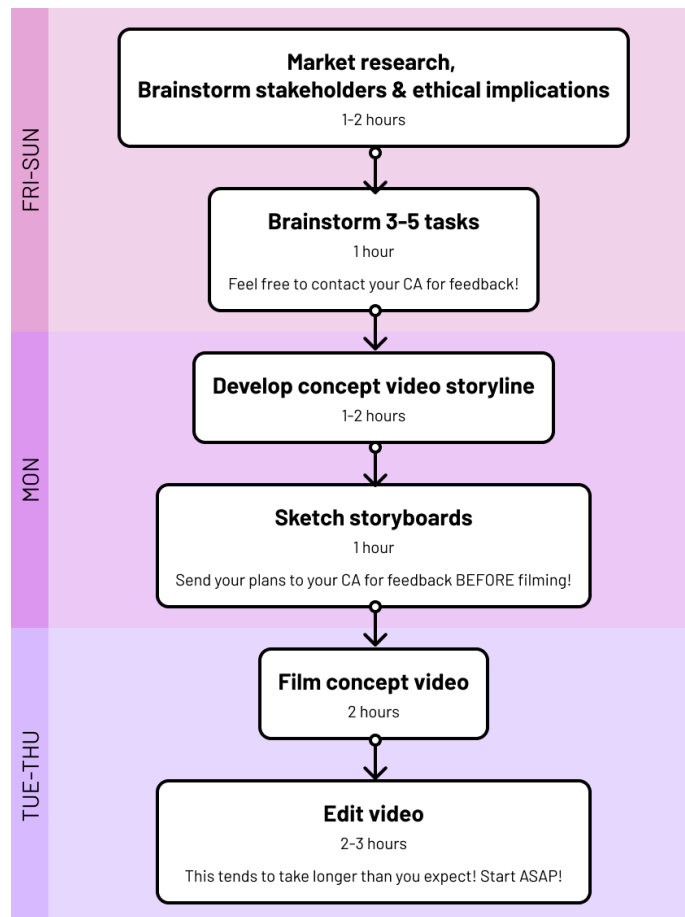 FRI-SUN
Market research,
Brainstorm stakeholders & ethical implications
1-2 hours
Brainstorm 3-5 tasks
1 hour
Feel free to contact your CA for feedback!
MON
Develop concept video storyline
1-2 hours
Sketch storyboards
1 hour
Send your plans to your CA for feedback BEFORE filming!
TUE-THU
Film concept video
2 hours
Edit video
2-3 hours
This tends to take longer than you expect! Start ASAP!